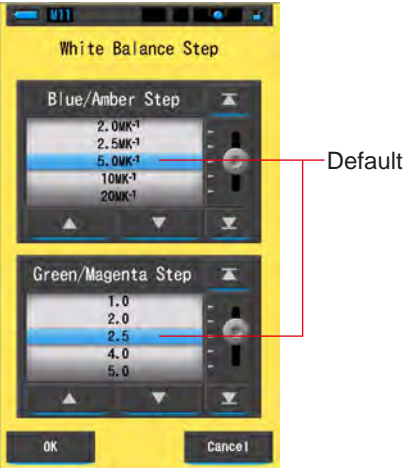 M11
White Balance Step
Blue/Amber Step
2.0MK-1
2.5MK-1
5.0MK-1
10MK-1
20MK-1
Default
Green/Magenta Step
1.0
2.0
2.5
4.0
5.0
OK
Cancel